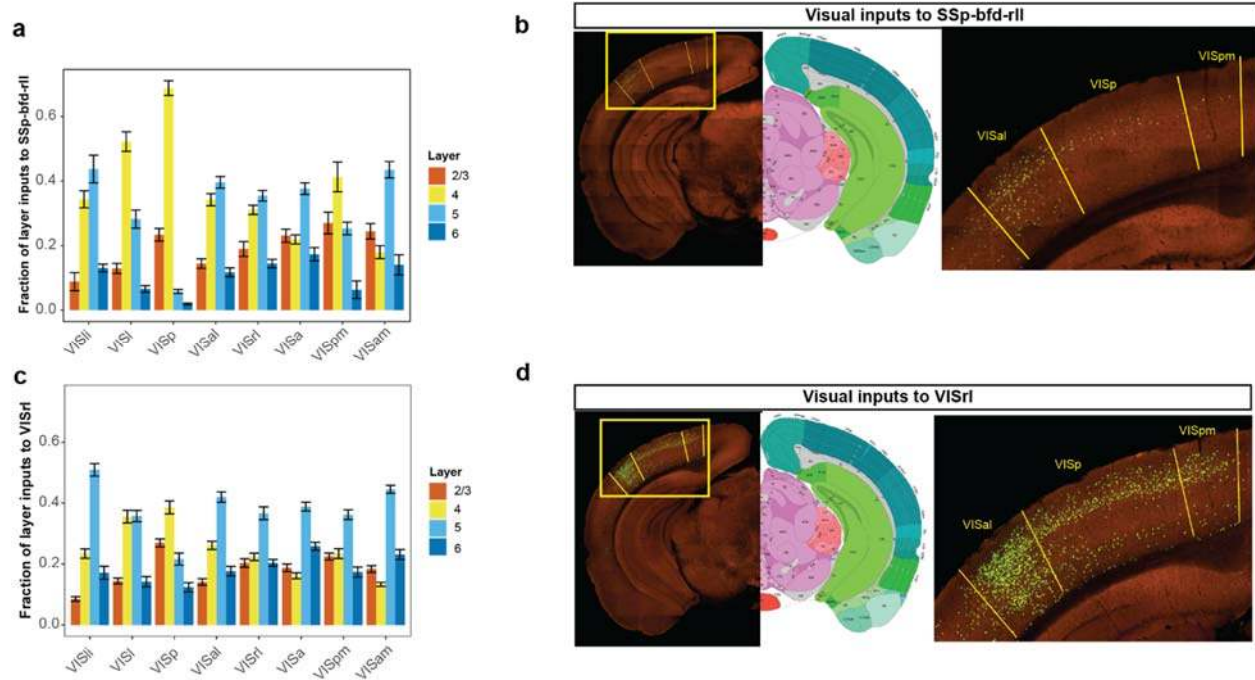 a
Fraction of layer inputs to SSp-bfd-rll
0.6
0.4
0.2
0.0
VISli
VISl
VISp
VISal
VISrl
VISa
VISpm
VISam
Layer
2/3
4
5
6
b
Visual inputs to SSp-bfd-rll
VISal
VISp
VISpm
c
Fraction of layer inputs to VISrl
0.6
0.4
0.2
0.0
VISli
VISl
VISp
VISal
VISrl
VISa
VISpm
VISam
Layer
2/3
4
5
6
d
Visual inputs to VISrl
VISal
VISp
VISpm